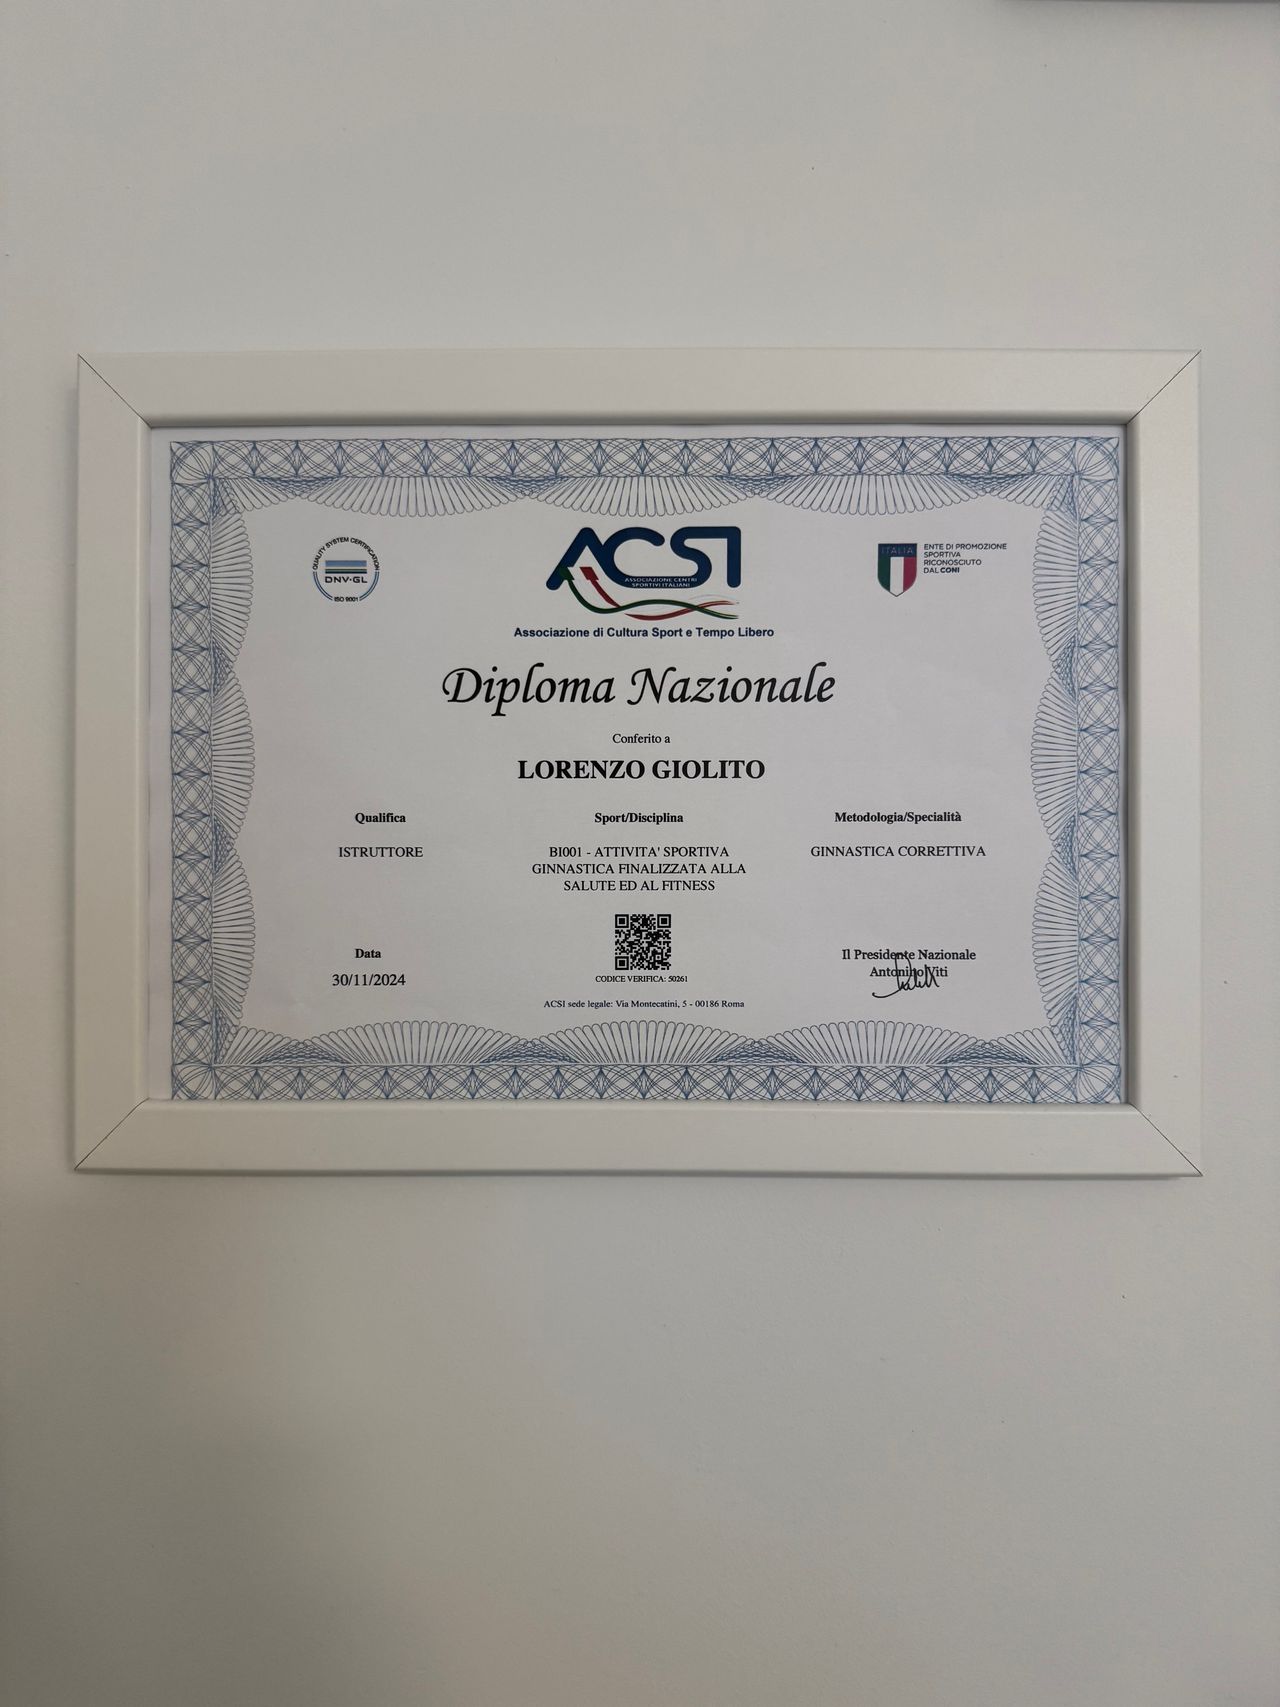 QUALITY SYSTEM CERTIFICATION
DNV·GL
ISO 9001
ACSI
ASSOCIAZIONE CENTRI
SPORTIVI ITALIANI
Associazione di Cultura Sport e Tempo Libero
ITALIA
ENTE DI PROMOZIONE
SPORTIVA
RICONOSCIUTO
DAL CONI
Diploma Nazionale
Conferito a
LORENZO GIOLITO
Qualifica
ISTRUTTORE
Sport/Disciplina
BI001 - ATTIVITA' SPORTIVA
GINNASTICA FINALIZZATA ALLA
SALUTE ED AL FITNESS
Metodologia/Specialità
GINNASTICA CORRETTIVA
Data
30/11/2024
CODICE VERIFICA: 50261
Il Presidente Nazionale
Antonino Viti
ACSI sede legale: Via Montecatini, 5 - 00186 Roma